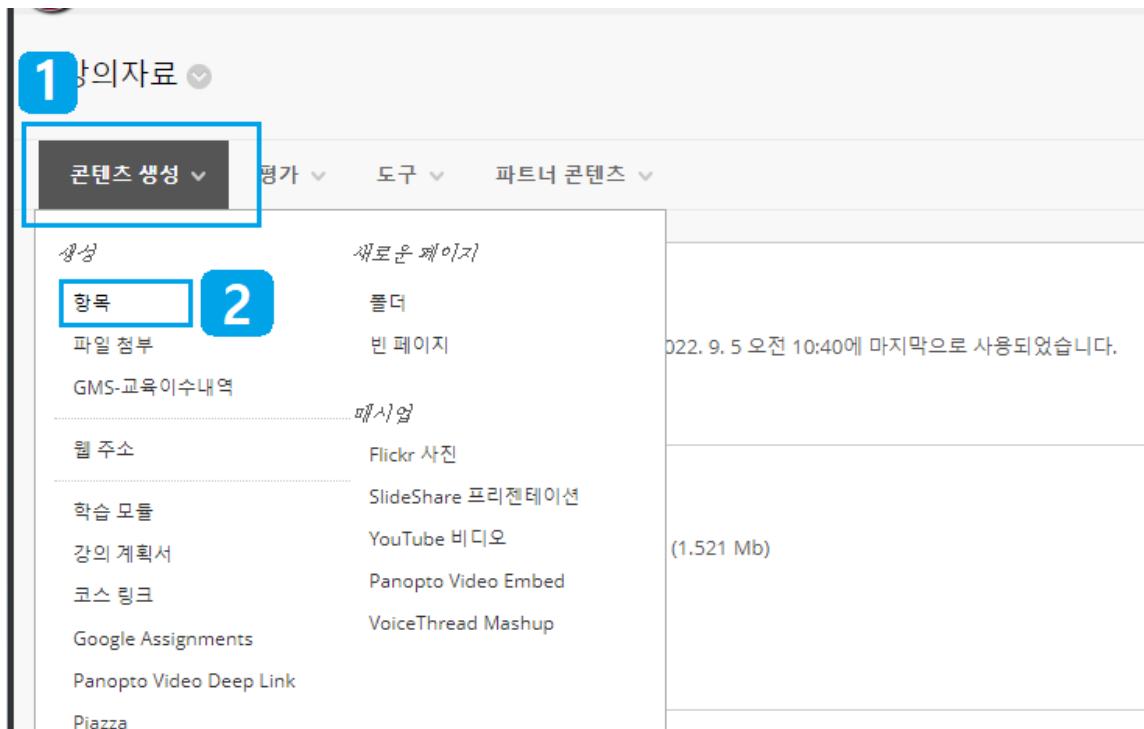 1
강의자료
콘텐츠 생성 평가 도구 파트너 콘텐츠
생성
항목
2
파일 첨부
GMS-교육이수내역
웹 주소
학습 모듈
강의 계획서
코스 링크
Google Assignments
Panopto Video Deep Link
Piazza
새로운 페이지
폴더
빈 페이지
매시업
Flickr 사진
SlideShare 프리젠테이션
YouTube 비디오
Panopto Video Embed
VoiceThread Mashup
022. 9. 5 오전 10:40에 마지막으로 사용되었습니다.
(1.521 Mb)